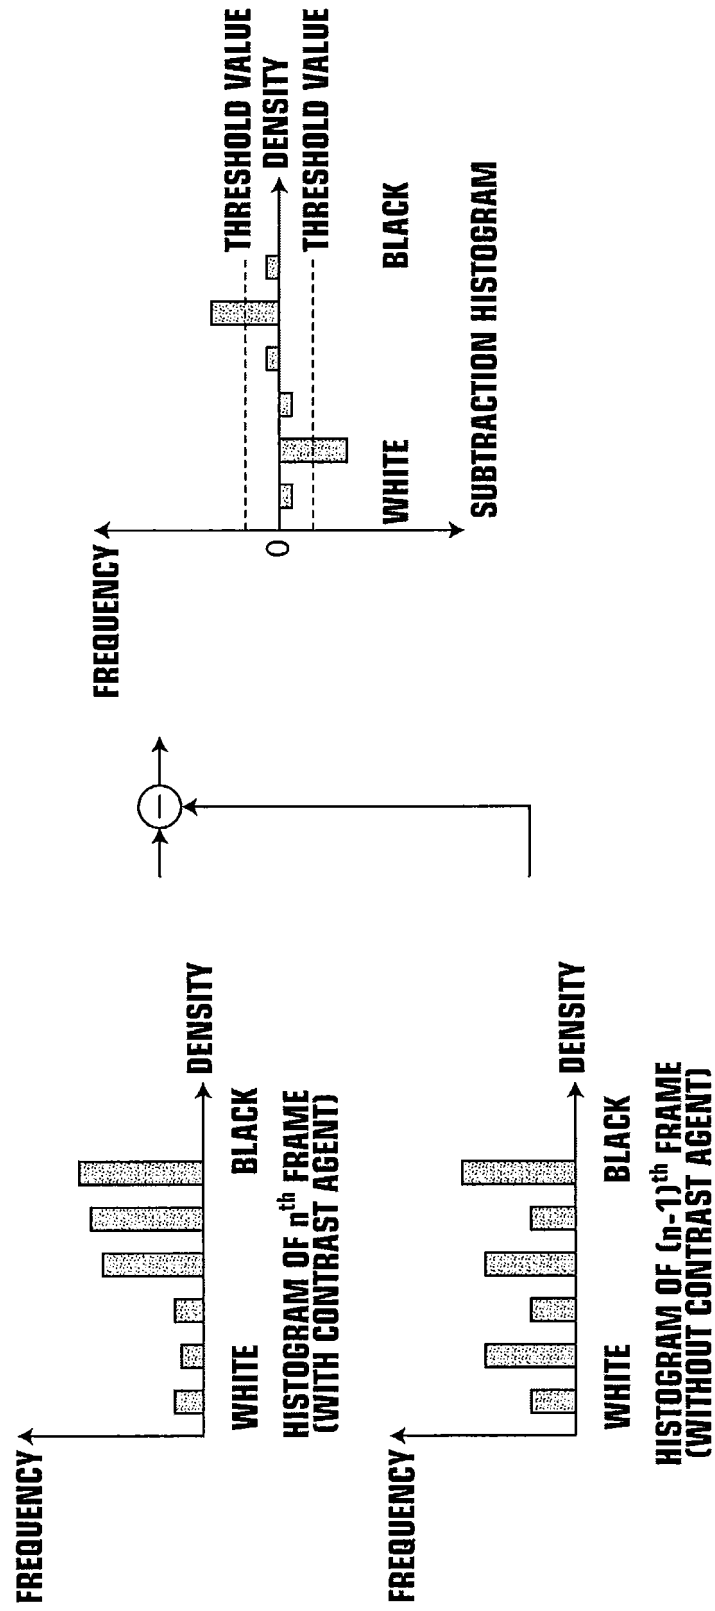 FREQUENCY
DENSITY
WHITE
BLACK
HISTOGRAM OF nth FRAME
(WITH CONTRAST AGENT)
FREQUENCY
DENSITY
WHITE
BLACK
HISTOGRAM OF (n-1)th FRAME
(WITHOUT CONTRAST AGENT)
−
FREQUENCY
THRESHOLD VALUE
0
DENSITY
THRESHOLD VALUE
WHITE
BLACK
SUBTRACTION HISTOGRAM